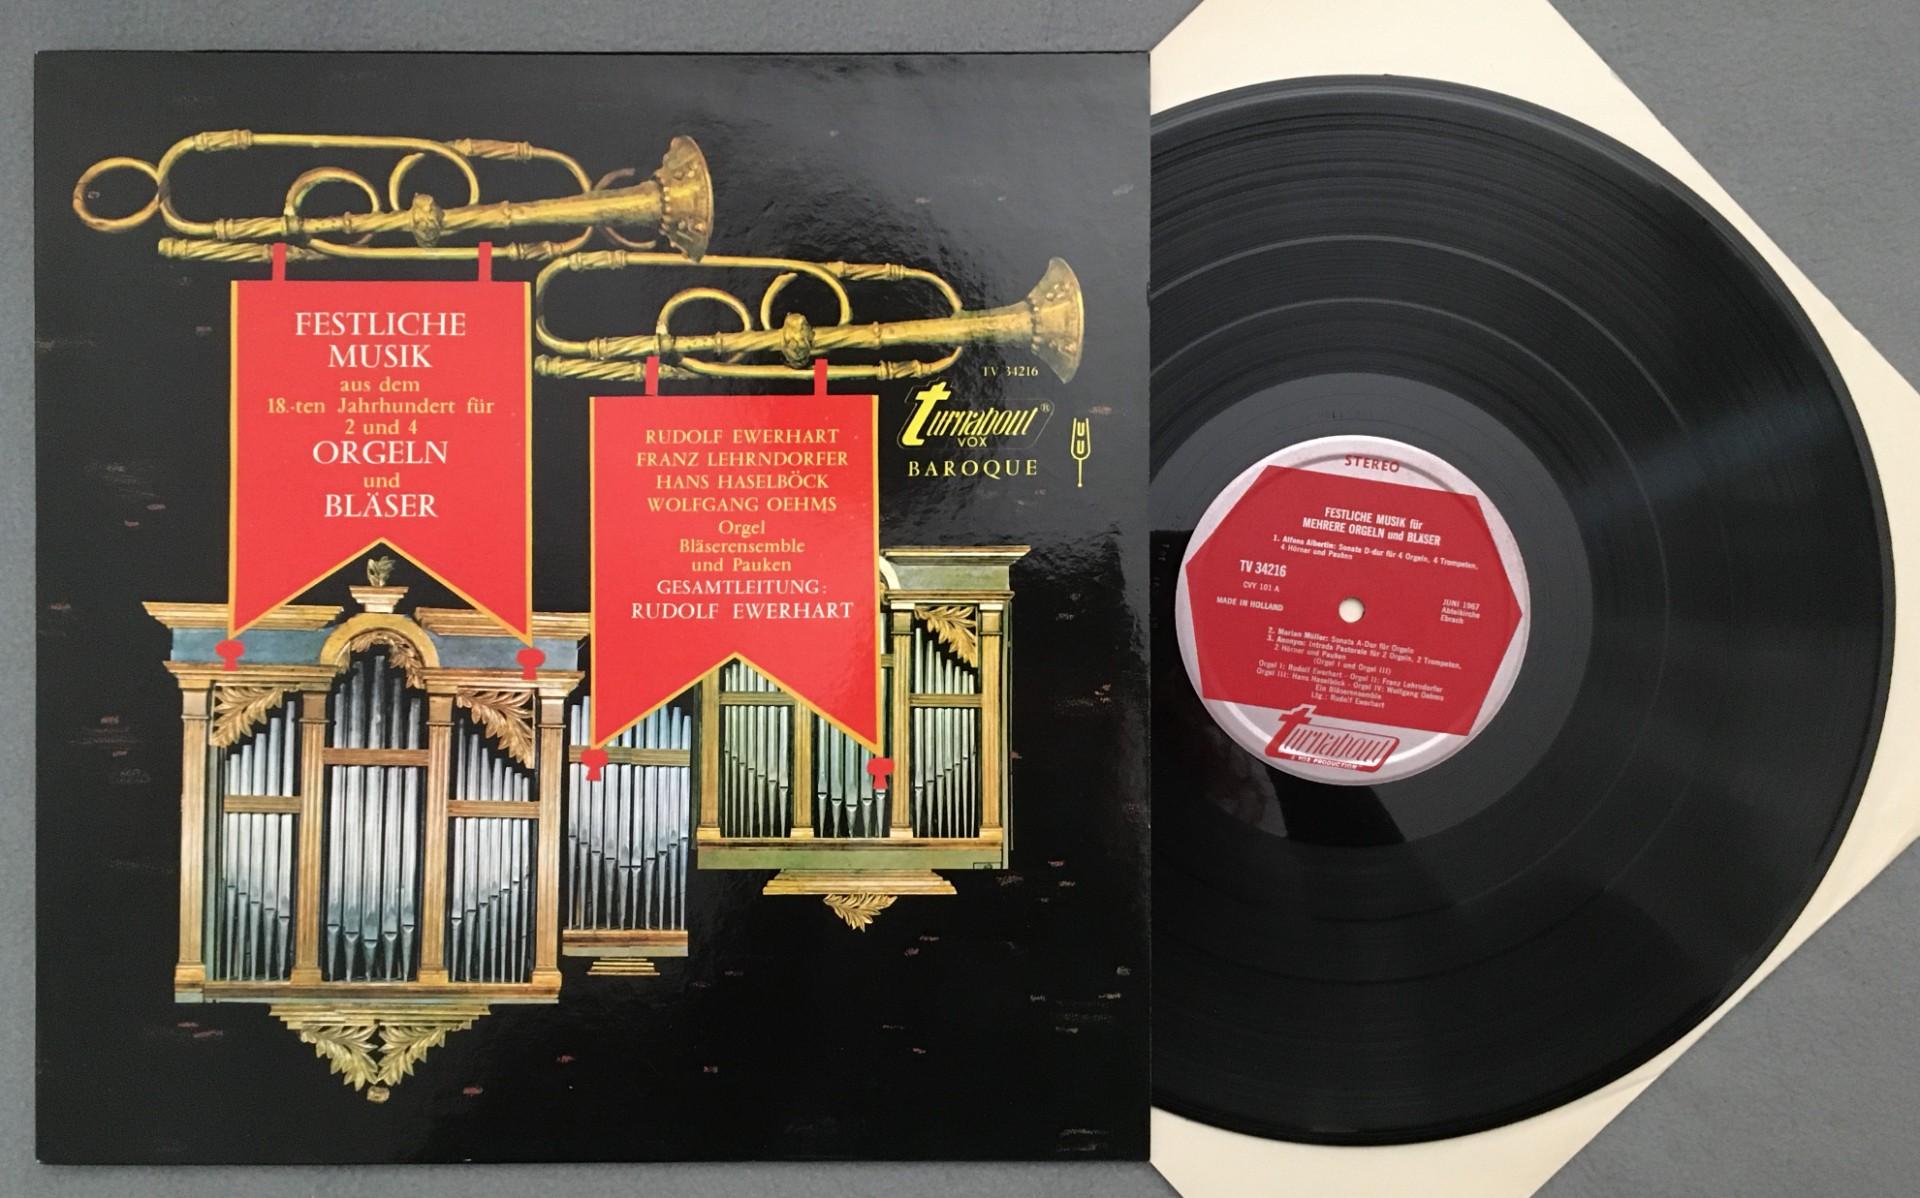 FESTLICHE
MUSIK
aus dem
18.-ten Jahrhundert für
2 und 4
ORGELN
und
BLÄSER
RUDOLF EWERHART
FRANZ LEHRNDORFER
HANS HASELBÖCK
WOLFGANG OEHMS
Orgel
Bläserensemble
und Pauken
GESAMTLEITUNG:
RUDOLF EWERHART
TV 34216
turnabout®
VOX
BAROQUE
STEREO
FESTLICHE MUSIK für
MEHRERE ORGELN und BLÄSER
1. Alfons Albertin: Sonate D-dur für 4 Orgeln, 4 Trompeten,
4 Hörner und Pauken
TV 34216
CVY 101 A
MADE IN HOLLAND
JUNI 1967
Abteikirche
Ebrach
2. Marian Müller: Sonata A-Dur für Orgeln
3. Anonym: Intrada Pastorale für 2 Orgeln, 2 Trompeten,
2 Hörner und Pauken
(Orgel I und Orgel III)
Orgel I: Rudolf Ewerhart - Orgel II: Franz Lehrndorfer
Orgel III: Hans Haselböck - Orgel IV: Wolfgang Oehms
Ein Bläserensemble
Ltg.: Rudolf Ewerhart
turnabout
A VOX PRODUCTION